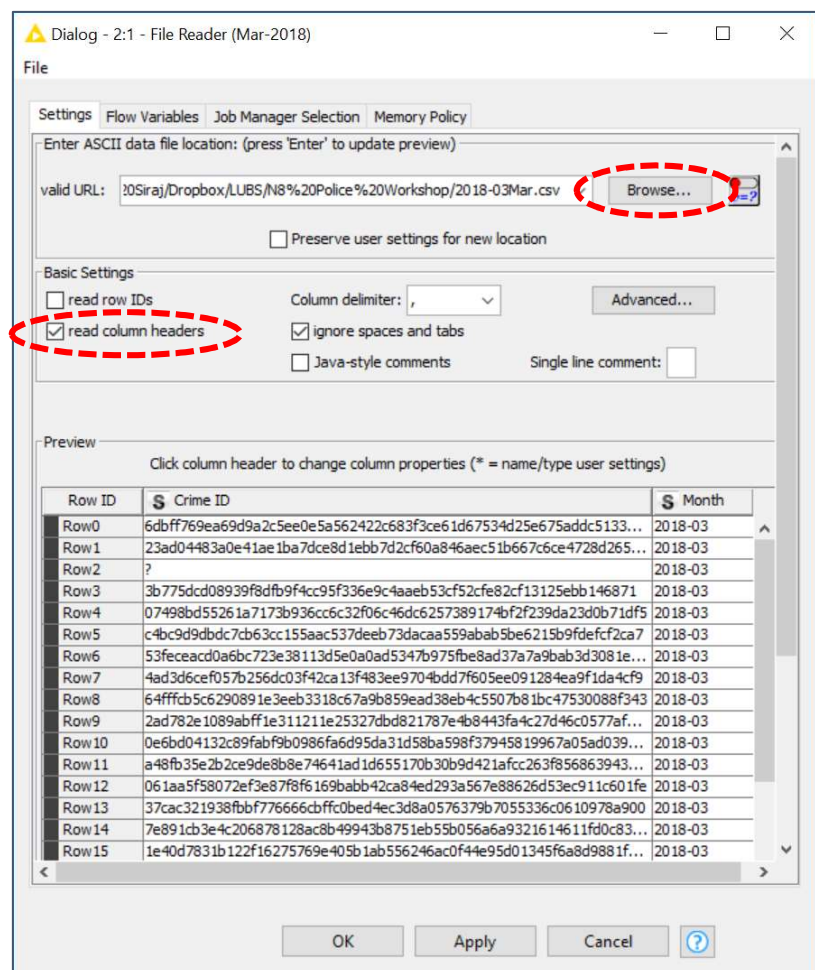 Dialog - 2:1 - File Reader (Mar-2018)
File
Settings Flow Variables Job Manager Selection Memory Policy
Enter ASCII data file location: (press 'Enter' to update preview)
valid URL: 20Siraj/Dropbox/LUBS/N8%20Police%20Workshop/2018-03Mar.csv Browse...
Preserve user settings for new location
Basic Settings
read row IDs Column delimiter: , Advanced...
read column headers ignore spaces and tabs
Java-style comments Single line comment:
Preview
Click column header to change column properties (* = name/type user settings)
Row ID S Crime ID S Month
Row0 6dbff769ea69d9a2c5ee0e5a562422c683f3ce61d67534d25e675addc5133... 2018-03
Row1 23ad04483a0e41ae1ba7dce8d1ebb7d2cf60a846aec51b667c6ce4728d265... 2018-03
Row2 ? 2018-03
Row3 3b775dcd08939f8dfb9f4cc95f336e9c4aaeb53cf52cfe82cf13125ebb146871 2018-03
Row4 07498bd55261a7173b936cc6c32f06c46dc6257389174bf2f239da23d0b71df5 2018-03
Row5 c4bc9d9dbdc7cb63cc155aac537deeb73dacaa559abab5be6215b9fdefcf2ca7 2018-03
Row6 53feceacd0a6bc723e38113d5e0a0ad5347b975fbe8ad37a7a9bab3d3081e... 2018-03
Row7 4ad3d6cef057b256dc03f42ca13f483ee9704bdd7f605ee091284ea9f1da4cf9 2018-03
Row8 64fffcb5c6290891e3eeb3318c67a9b859ead38eb4c5507b81bc47530088f343 2018-03
Row9 2ad782e1089abff1e311211e25327dbd821787e4b8443fa4c27d46c0577af... 2018-03
Row10 0e6bd04132c89fabf9b0986fa6d95da31d58ba598f37945819967a05ad039... 2018-03
Row11 a48fb35e2b2ce9de8b8e74641ad1d655170b30b9d421afcc263f856863943... 2018-03
Row12 061aa5f58072ef3e87f8f6169babb42ca84ed293a567e88626d53ec911c601fe 2018-03
Row13 37cac321938fbbf776666cbffc0bed4ec3d8a0576379b7055336c0610978a900 2018-03
Row14 7e891cb3e4c206878128ac8b49943b8751eb55b056a6a9321614611fd0c83... 2018-03
Row15 1e40d7831b122f16275769e405b1ab556246ac0f44e95d01345f6a8d9881f... 2018-03
OK Apply Cancel ?